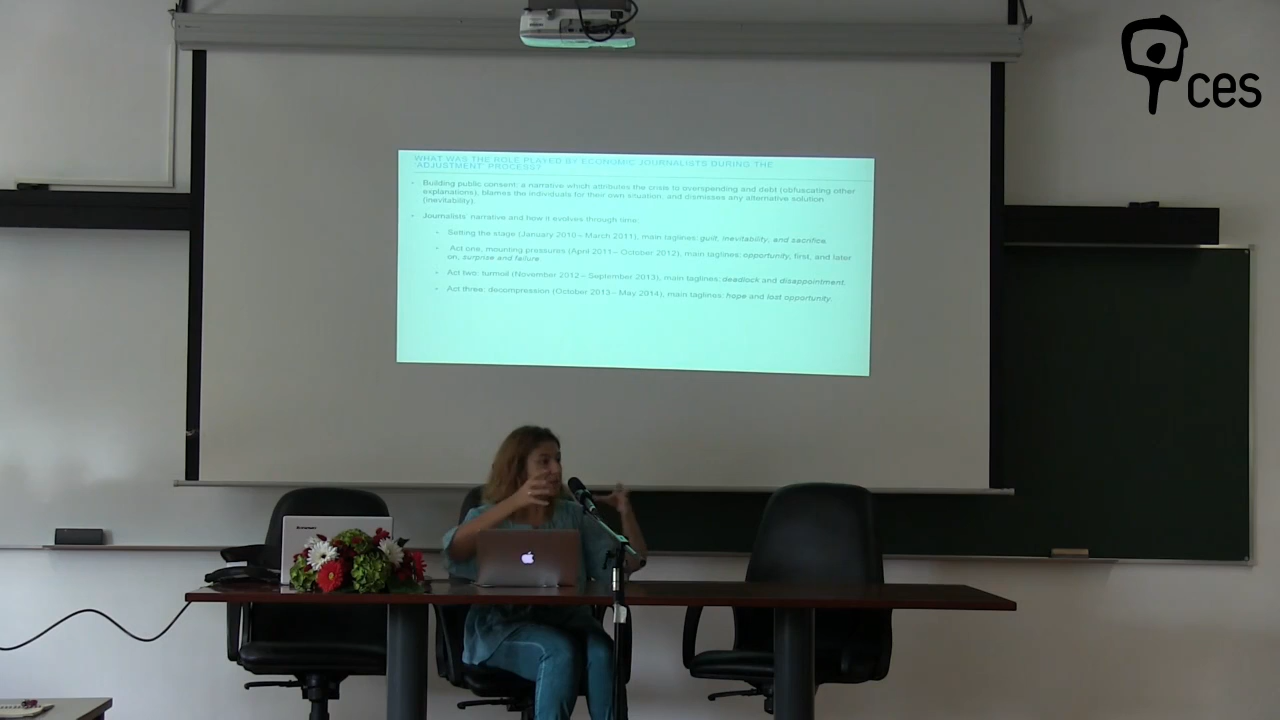 ces
WHAT WAS THE ROLE PLAYED BY ECONOMIC JOURNALISTS DURING THE
'ADJUSTMENT' PROCESS?
Building public consent: a narrative which attributes the crisis to overspending and debt (obfuscating other
explanations), blames the individuals for their own situation, and dismisses any alternative solution
(inevitability).
Journalists' narrative and how it evolves through time:
Setting the stage (January 2010 – March 2011), main taglines: guilt, inevitability, and sacrifice.
Act one, mounting pressures (April 2011 – October 2012), main taglines: opportunity, first, and later
on, surprise and failure.
Act two: turmoil (November 2012 – September 2013), main taglines: deadlock and disappointment.
Act three: decompression (October 2013 – May 2014), main taglines: hope and lost opportunity.
lenovo